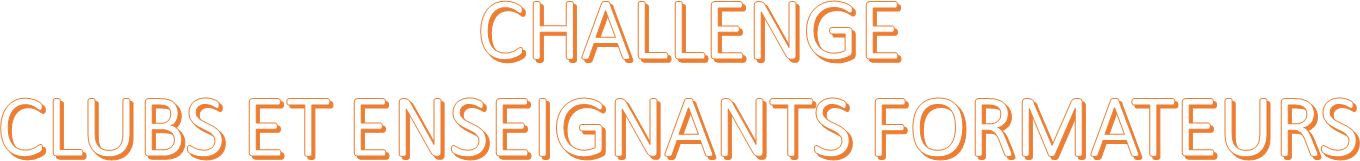 CHALLENGE
CLUBS ET ENSEIGNANTS FORMATEURS